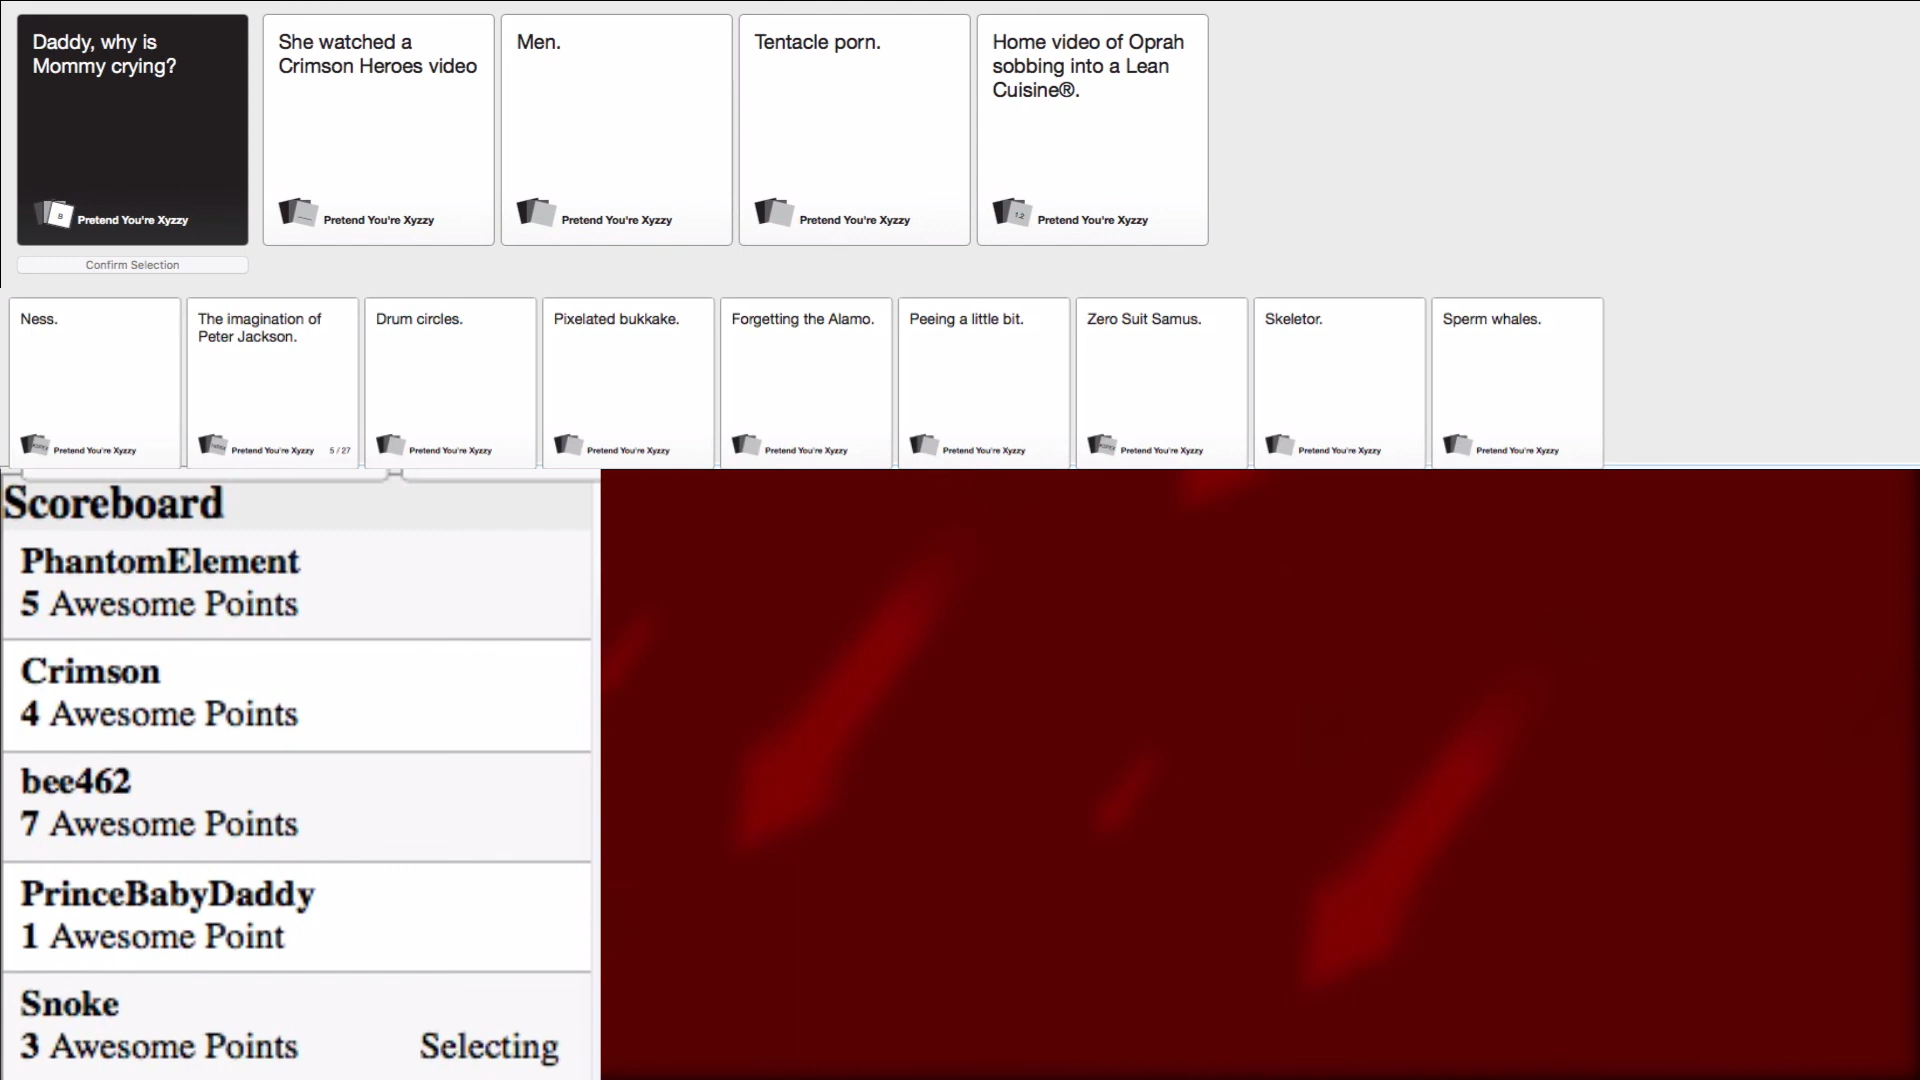 Daddy, why is
Mommy crying?
8
Pretend You're Xyzzy
She watched a
Crimson Heroes video
Pretend You're Xyzzy
Men.
Pretend You're Xyzzy
Tentacle porn.
Pretend You're Xyzzy
Home video of Oprah
sobbing into a Lean
Cuisine®.
1.2
Pretend You're Xyzzy
Confirm Selection
Ness.
Pretend You're Xyzzy
The imagination of
Peter Jackson.
Pretend You're Xyzzy
5 / 27
Drum circles.
Pretend You're Xyzzy
Pixelated bukkake.
Pretend You're Xyzzy
Forgetting the Alamo.
Pretend You're Xyzzy
Peeing a little bit.
Pretend You're Xyzzy
Zero Suit Samus.
Pretend You're Xyzzy
Skeletor.
Pretend You're Xyzzy
Sperm whales.
Pretend You're Xyzzy
Scoreboard
PhantomElement
5 Awesome Points
Crimson
4 Awesome Points
bee462
7 Awesome Points
PrinceBabyDaddy
1 Awesome Point
Snoke
3 Awesome Points Selecting